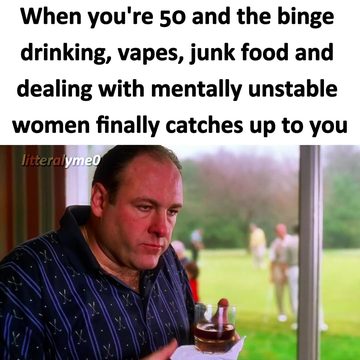 When you're 50 and the binge
drinking, vapes, junk food and
dealing with mentally unstable
women finally catches up to you
litteralyme0